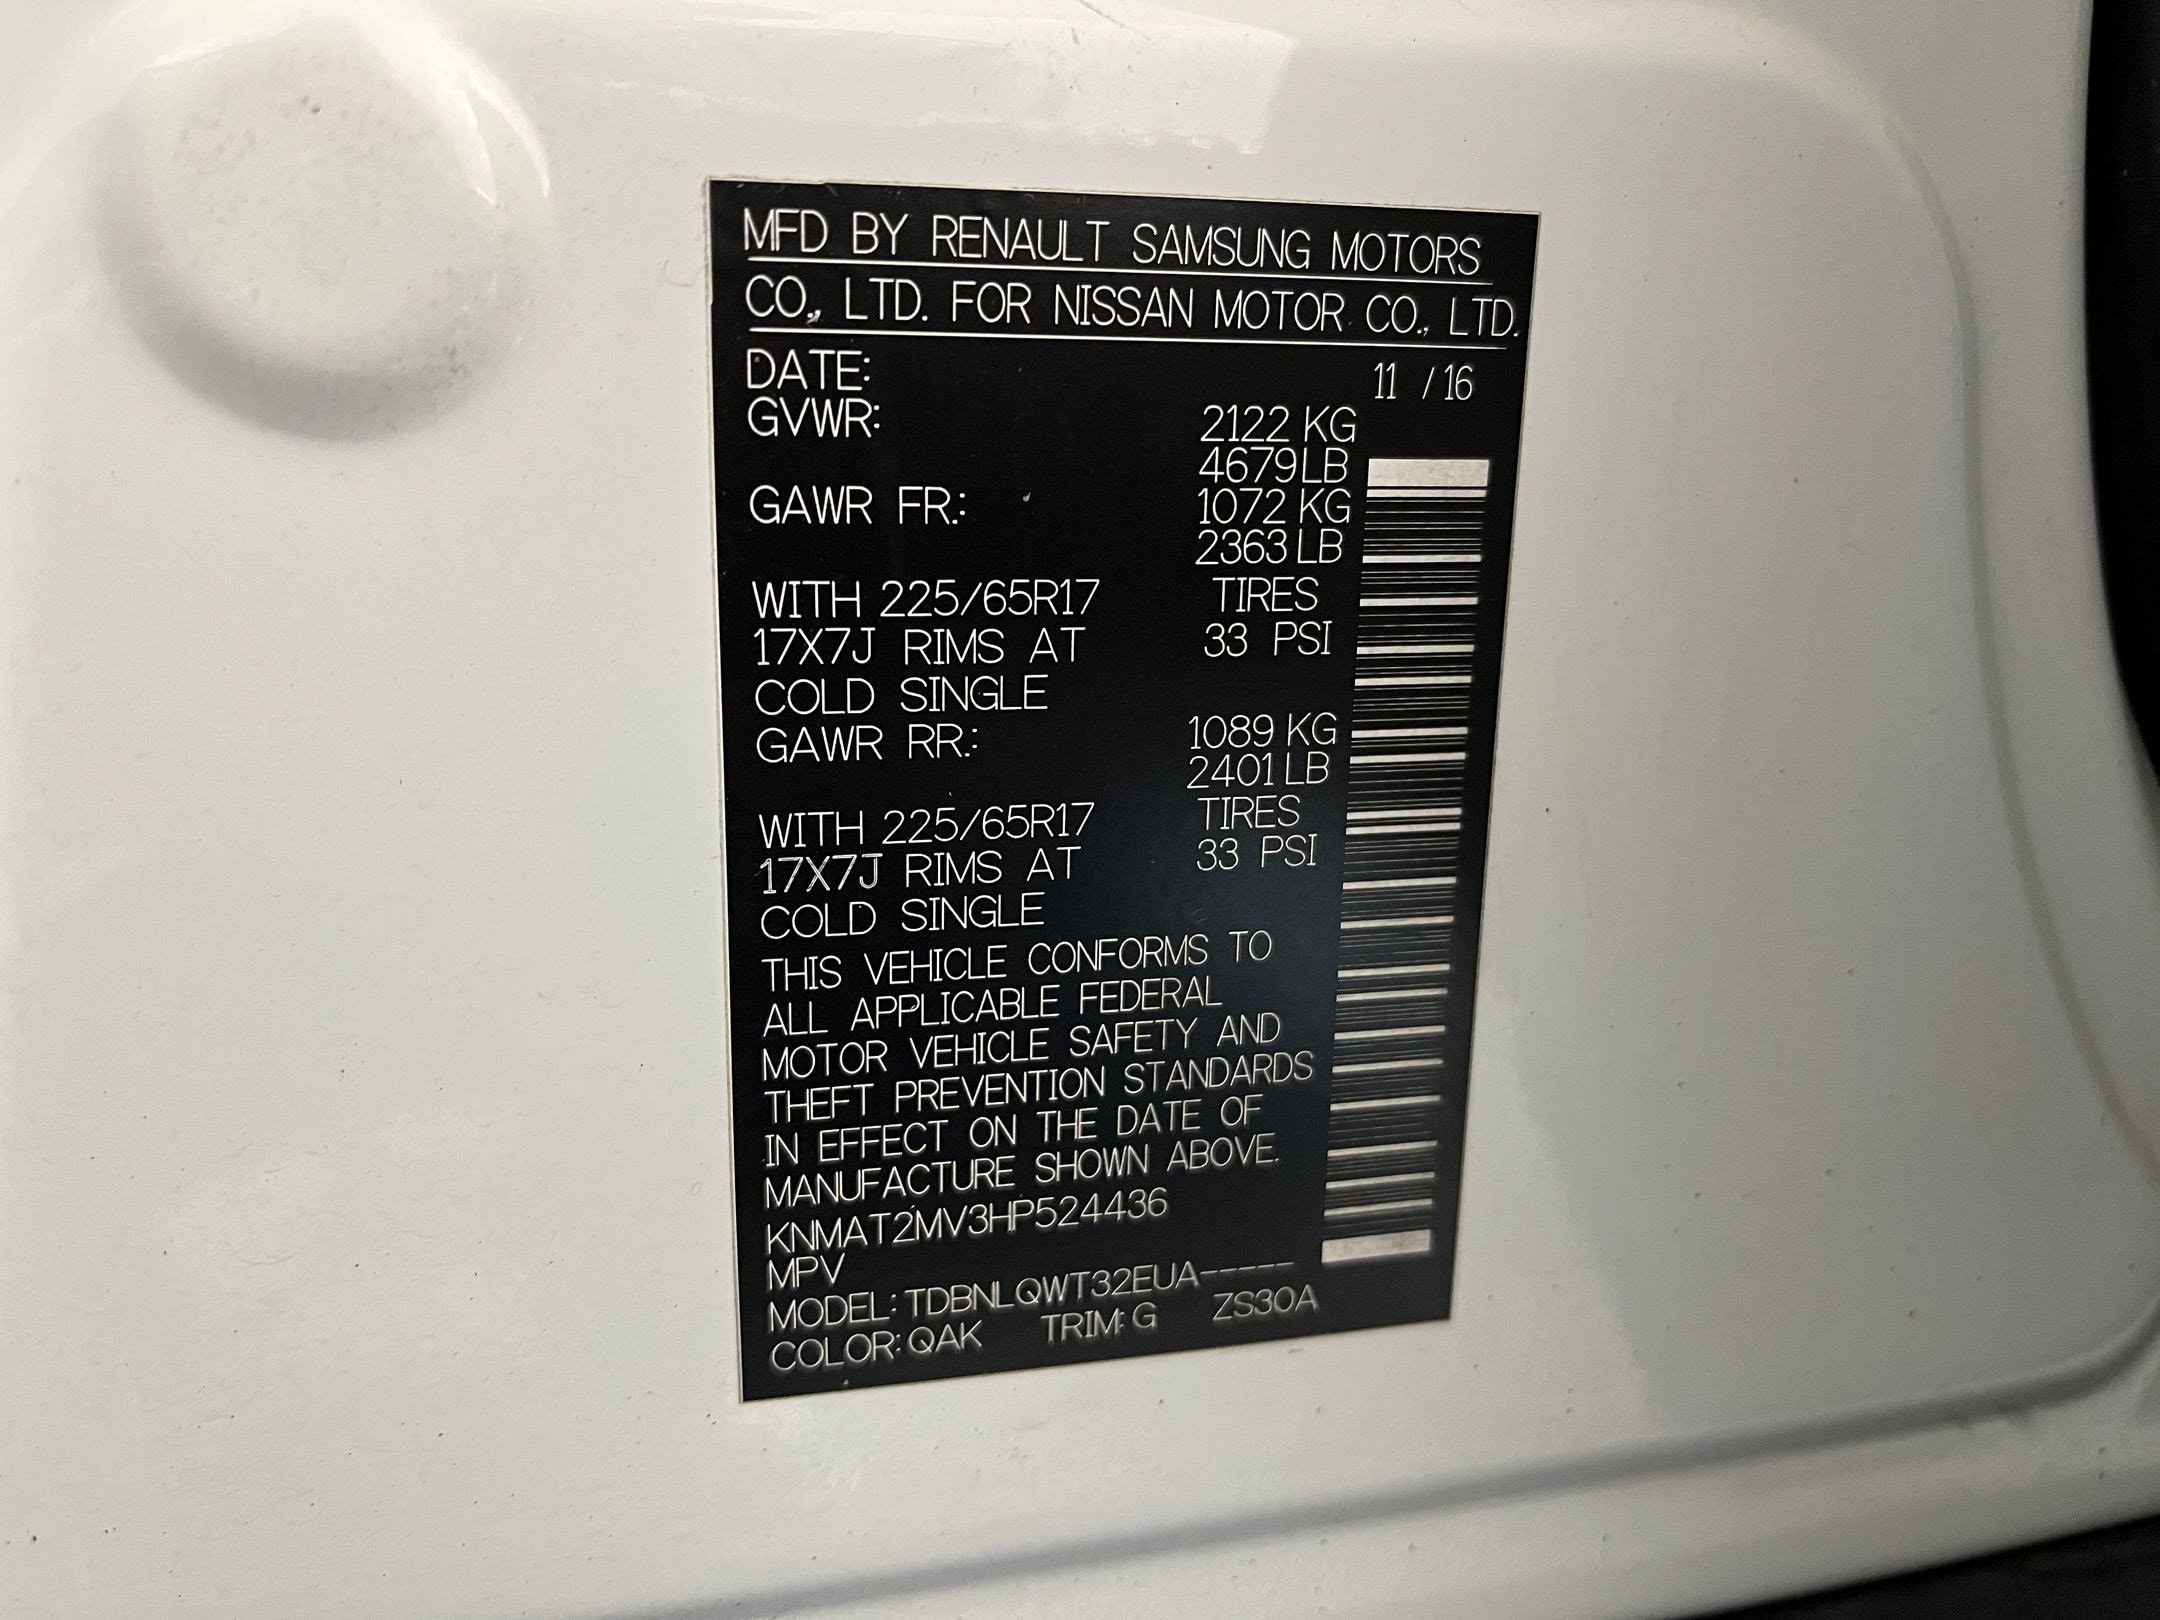 MFD BY RENAULT SAMSUNG MOTORS
CO., LTD. FOR NISSAN MOTOR CO., LTD.
DATE: 11 / 16
GVWR: 2122 KG
4679 LB
GAWR FR.: 1072 KG
2363 LB
WITH 225/65R17 TIRES
17X7J RIMS AT 33 PSI
COLD SINGLE
GAWR RR.: 1089 KG
2401 LB
WITH 225/65R17 TIRES
17X7J RIMS AT 33 PSI
COLD SINGLE
THIS VEHICLE CONFORMS TO
ALL APPLICABLE FEDERAL
MOTOR VEHICLE SAFETY AND
THEFT PREVENTION STANDARDS
IN EFFECT ON THE DATE OF
MANUFACTURE SHOWN ABOVE.
KNMAT2MV3HP524436
MPV
MODEL: TDBNLQWT32EUA-----
COLOR: QAK TRIM: G ZS30A